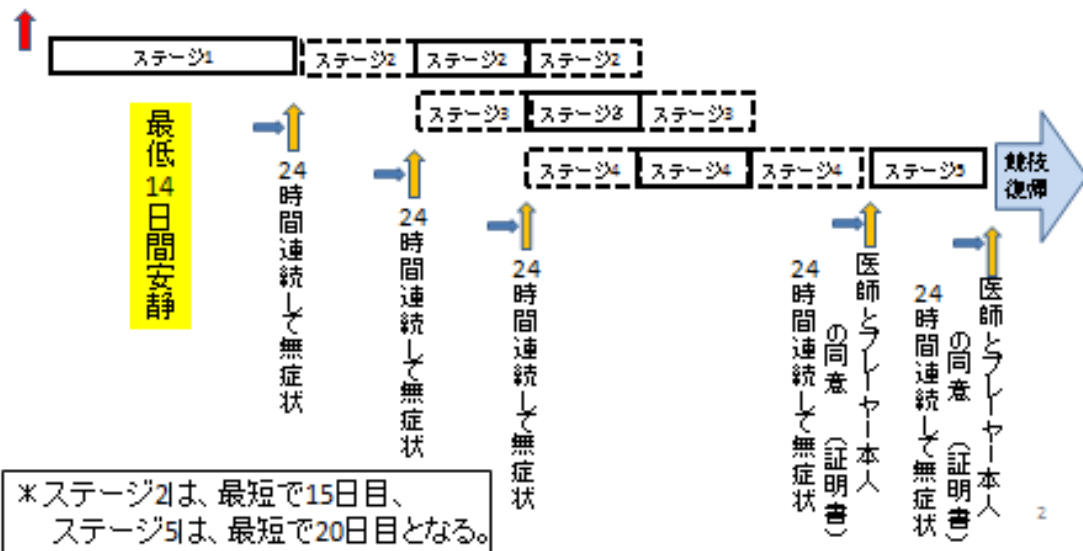 ステージ1
ステージ2
ステージ2
ステージ2
ステージ3
ステージ3
ステージ3
ステージ4
ステージ4
ステージ4
ステージ5
競技
復帰
最低14日間安静
24時間連続して無症状
24時間連続して無症状
24時間連続して無症状
医師とプレーヤー本人
の同意 (証明書)
24時間連続して無症状
医師とプレーヤー本人
の同意 (証明書)
24時間連続して無症状
*ステージ2は、最短で15日目、
ステージ5は、最短で20日目となる。
2